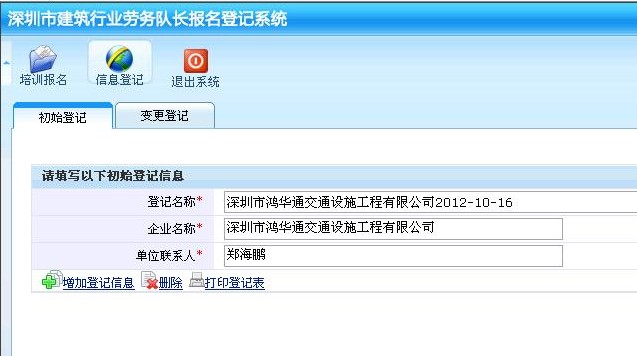 深圳市建筑行业劳务队长报名登记系统
培训报名 信息登记 退出系统
初始登记 变更登记
请填写以下初始登记信息
登记名称* 深圳市鸿华通交通设施工程有限公司2012-10-16
企业名称* 深圳市鸿华通交通设施工程有限公司
单位联系人* 郑海鹏
增加登记信息 删除 打印登记表